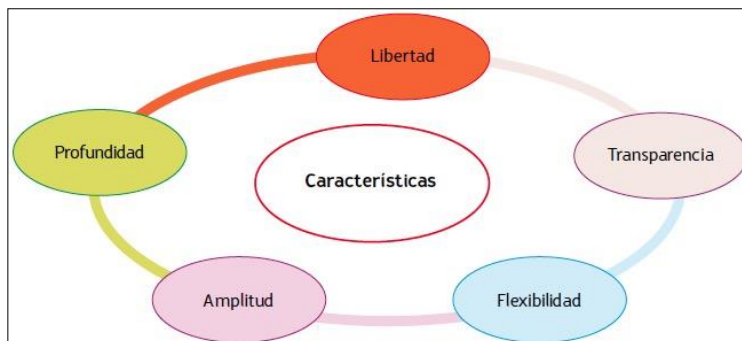 Libertad
Profundidad
Transparencia
Características
Amplitud
Flexibilidad